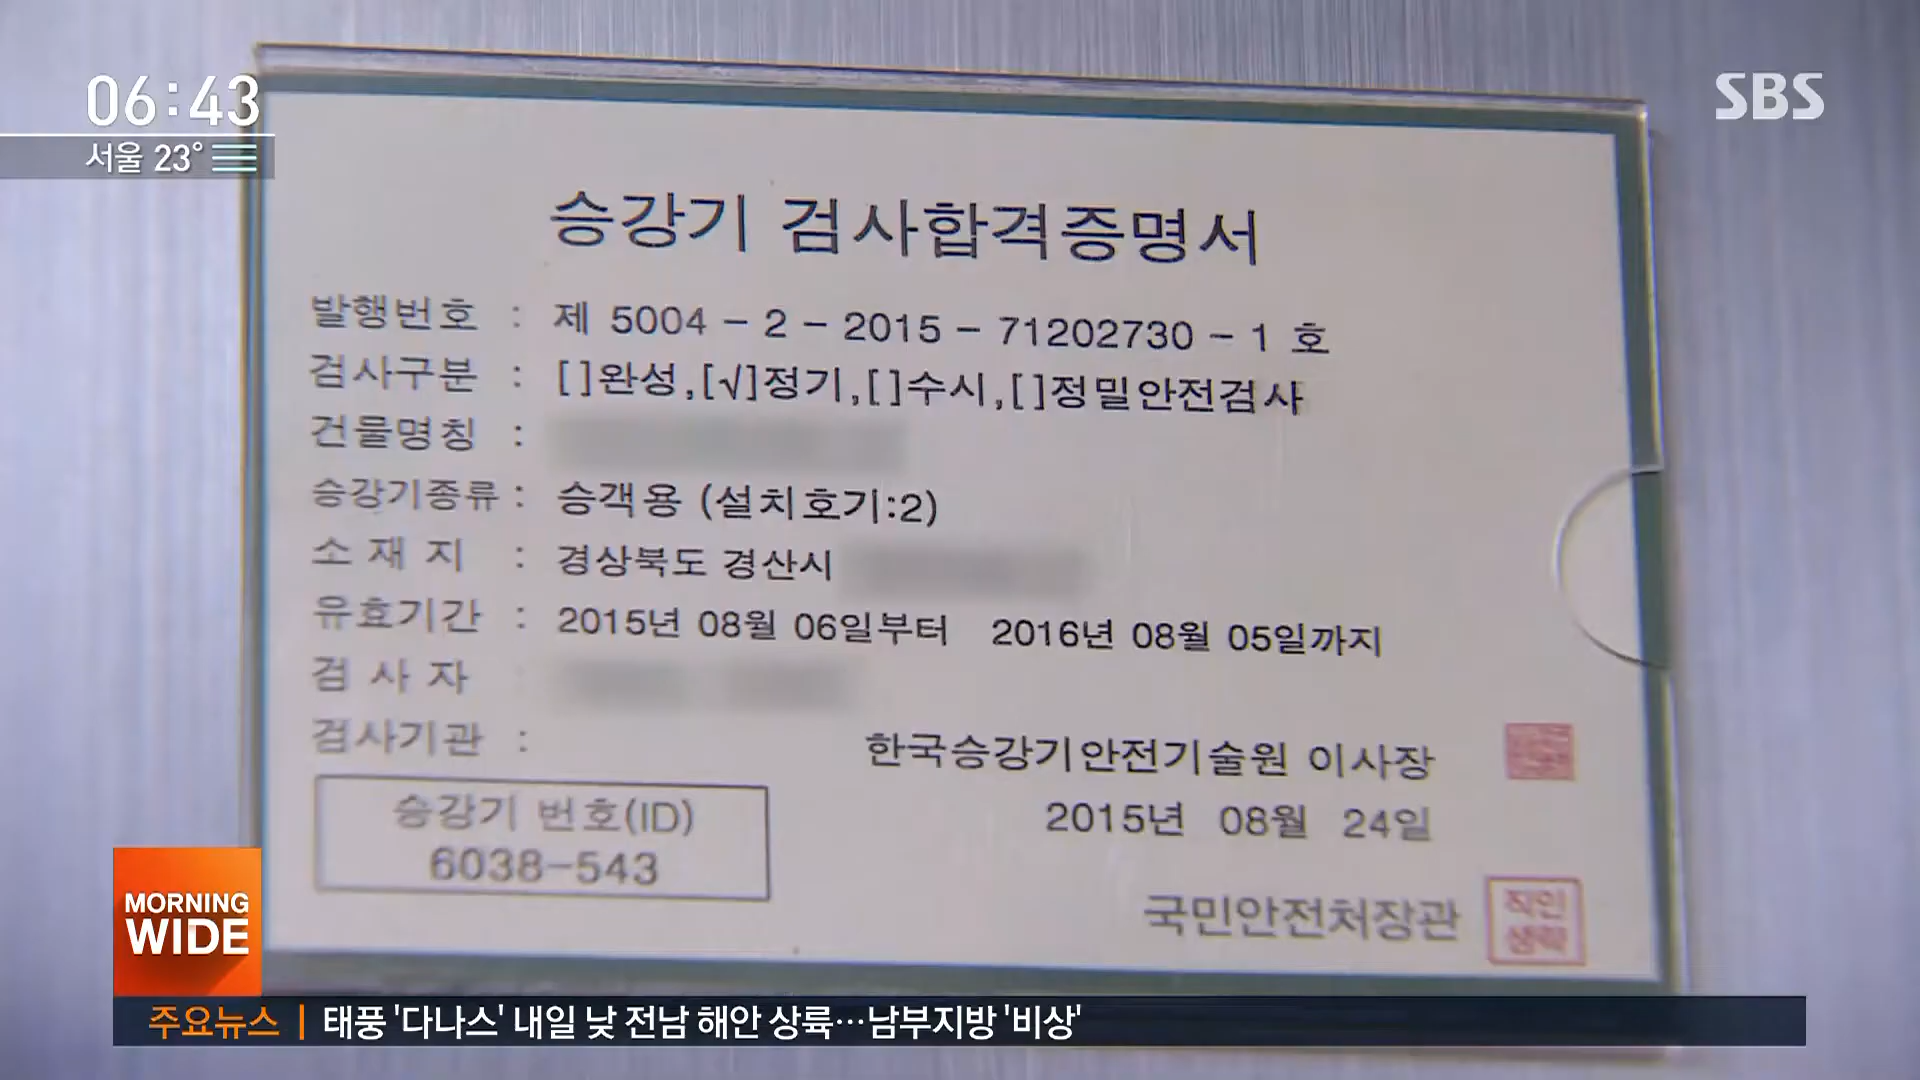 06:43
서울 23°
SBS
승강기 검사합격증명서
발행번호 : 제 5004 - 2 - 2015 - 71202730 - 1 호
검사구분 : [ ]완성,[√]정기,[ ]수시,[ ]정밀안전검사
건물명칭 :
승강기종류 : 승객용 (설치호기:2)
소 재 지 : 경상북도 경산시
유효기간 : 2015년 08월 06일부터 2016년 08월 05일까지
검 사 자
검사기관 :
한국승강기안전기술원 이사장
2015년 08월 24일
승강기 번호(ID)
6038-543
국민안전처장관
직인
생략
MORNING
WIDE
주요뉴스 | 태풍 '다나스' 내일 낮 전남 해안 상륙…남부지방 '비상'